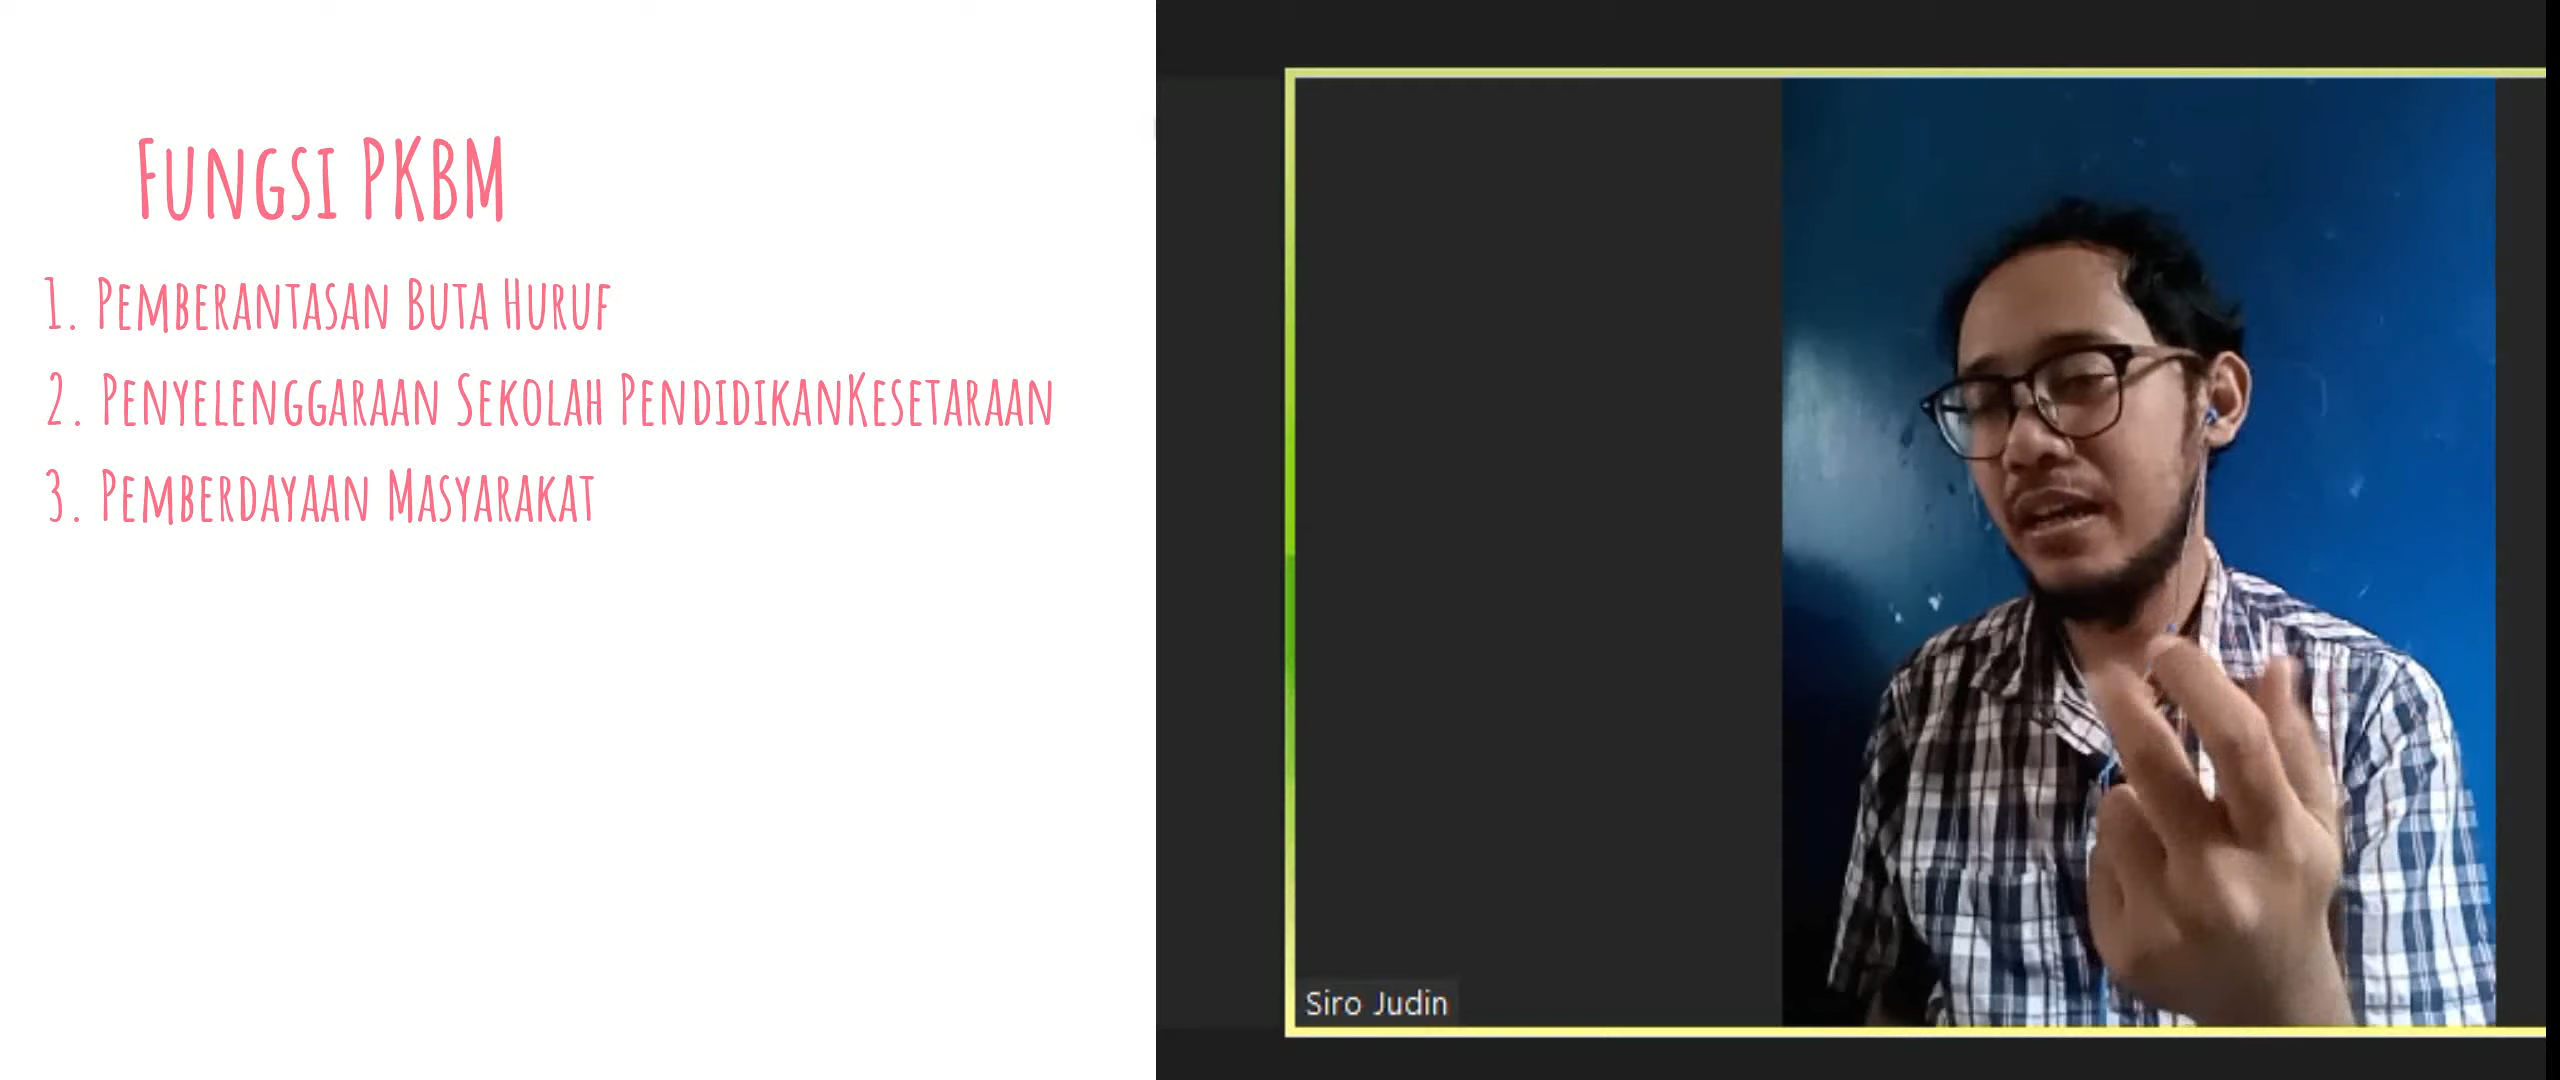 Fungsi PKBM
1. Pemberantasan Buta Huruf
2. Penyelenggaraan Sekolah PendidikanKesetaraan
3. Pemberdayaan Masyarakat
Siro Judin